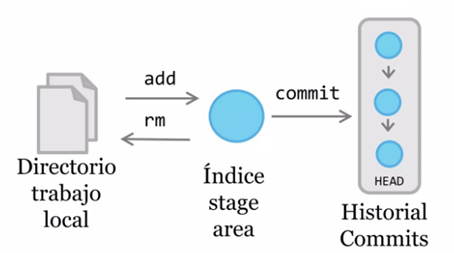 add
rm
commit
HEAD
Directorio
trabajo
local
Índice
stage
area
Historial
Commits